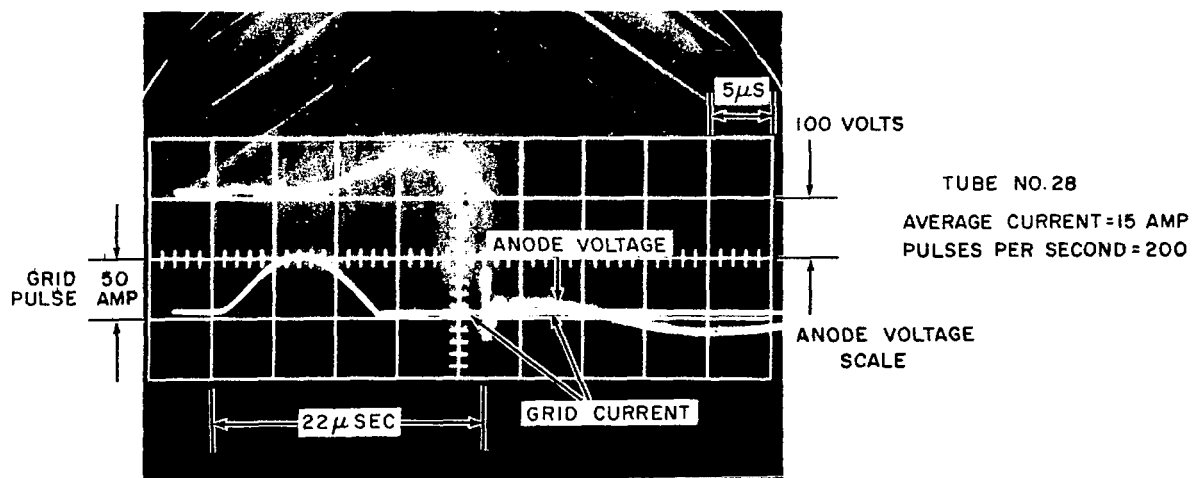 5μS
100 VOLTS
TUBE NO. 28
AVERAGE CURRENT = 15 AMP
PULSES PER SECOND = 200
ANODE VOLTAGE
GRID PULSE
50 AMP
ANODE VOLTAGE SCALE
GRID CURRENT
22μ SEC